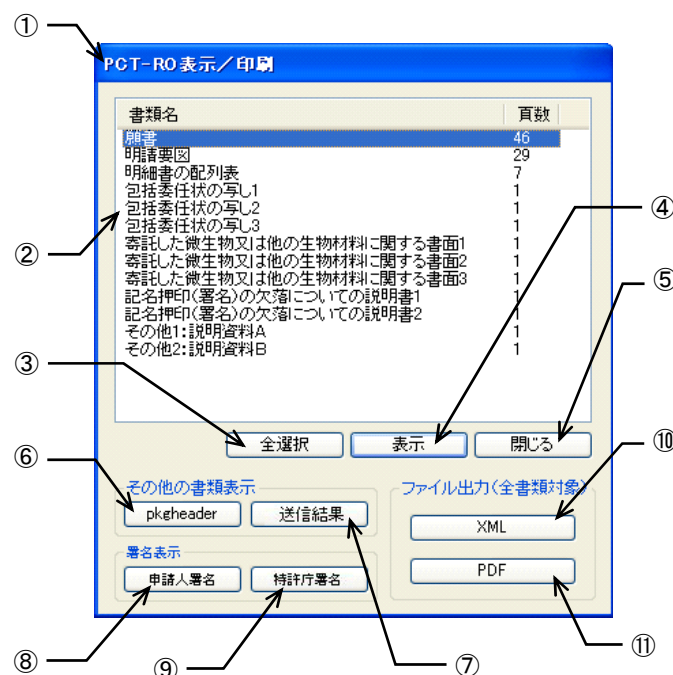 ①
PCT-RO表示／印刷
書類名 頁数
願書 46
明請要図 29
明細書の配列表 7
包括委任状の写し1 1
包括委任状の写し2 1
包括委任状の写し3 1
寄託した微生物又は他の生物材料に関する書面1 1
寄託した微生物又は他の生物材料に関する書面2 1
寄託した微生物又は他の生物材料に関する書面3 1
記名押印(署名)の欠落についての説明書1 1
記名押印(署名)の欠落についての説明書2 1
その他1:説明資料A 1
その他2:説明資料B 1
②
③
④
⑤
全選択 表示 閉じる
⑥
⑩
その他の書類表示 ファイル出力(全書類対象)
pkgheader 送信結果 XML
署名表示
申請人署名 特許庁署名 PDF
⑧ ⑨ ⑦ ⑪